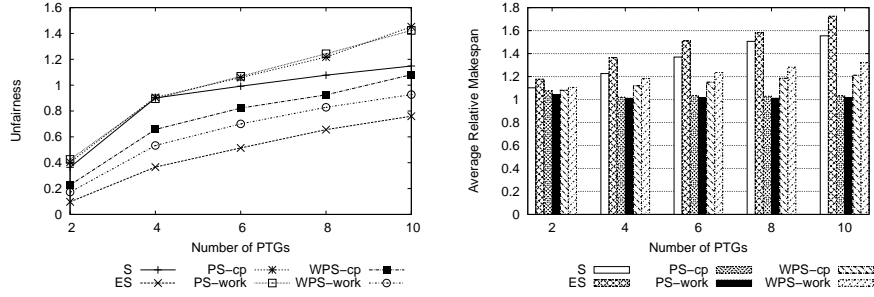 1.6
1.4
1.2
1
0.8
0.6
0.4
0.2
0
Unfairness
2 4 6 8 10
Number of PTGs
S PS-cp WPS-cp
ES PS-work WPS-work
1.8
1.6
1.4
1.2
1
0.8
0.6
0.4
0.2
0
Average Relative Makespan
2 4 6 8 10
Number of PTGs
S PS-cp WPS-cp
ES PS-work WPS-work